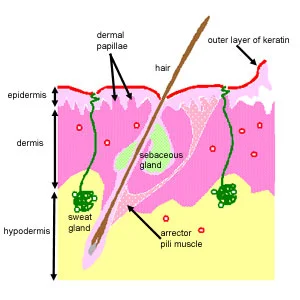 dermal
papillae
outer layer of keratin
hair
epidermis
dermis
sebaceous
gland
sweat
gland
hypodermis
arrector
pili muscle